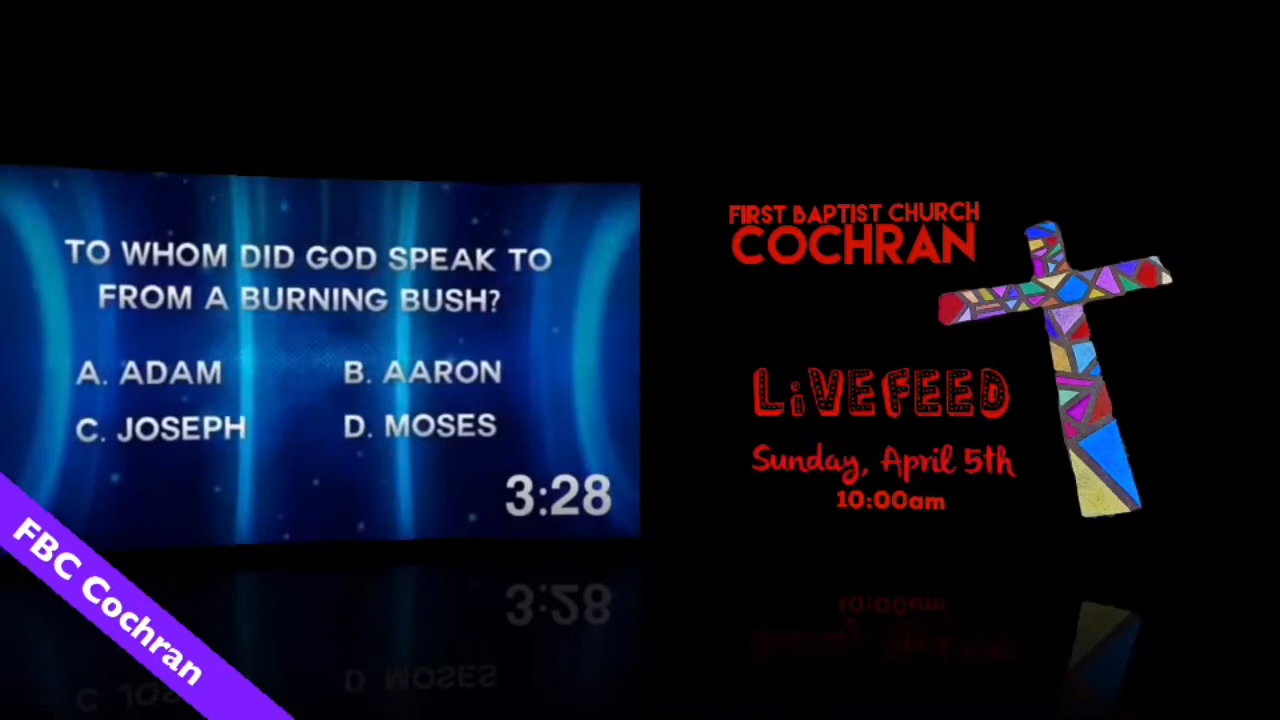 TO WHOM DID GOD SPEAK TO
FROM A BURNING BUSH?
A. ADAM
B. AARON
C. JOSEPH
D. MOSES
3:28
FIRST BAPTIST CHURCH
COCHRAN
LiVEFEED
Sunday, April 5th
10:00am
FBC Cochran